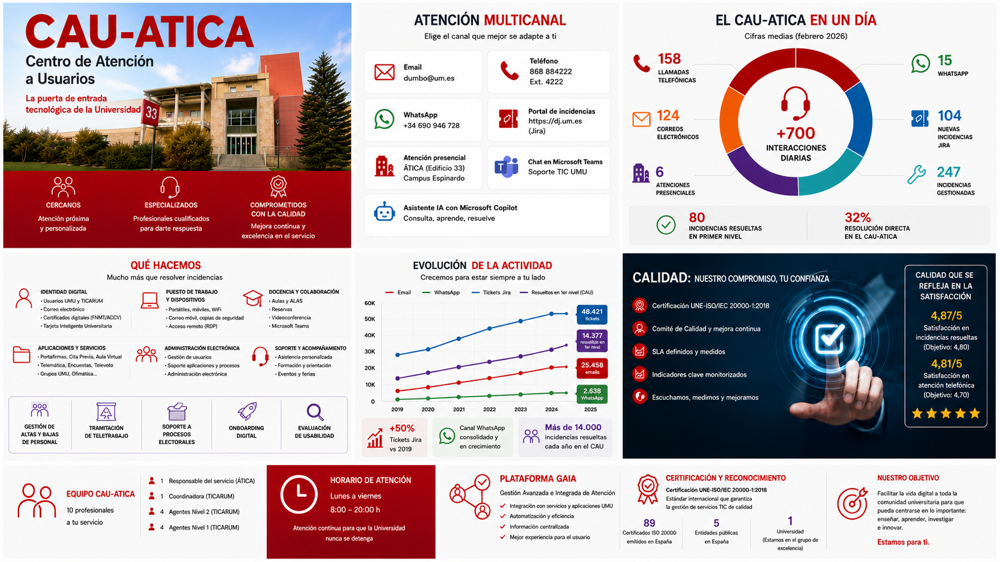 CAU-ATICA
Centro de Atención
a Usuarios
La puerta de entrada
tecnológica de la Universidad
33
CERCANOS
Atención próxima
y personalizada
ESPECIALIZADOS
Profesionales cualificados
para darte respuesta
COMPROMETIDOS
CON LA CALIDAD
Mejora continua y
excelencia en el servicio
ATENCIÓN MULTICANAL
Elige el canal que mejor se adapte a ti
Email
dumbo@um.es
Teléfono
868 884222
Ext. 4222
WhatsApp
+34 690 946 728
Portal de incidencias
https://dj.um.es
(Jira)
Atención presencial
ÁTICA (Edificio 33)
Campus Espinardo
T
Chat en Microsoft Teams
Soporte TIC UMU
Asistente IA con Microsoft Copilot
Consulta, aprende, resuelve
EL CAU-ATICA EN UN DÍA
Cifras medias (febrero 2026)
158
LLAMADAS
TELEFÓNICAS
124
CORREOS
ELECTRÓNICOS
6
ATENCIONES
PRESENCIALES
+700
INTERACCIONES
DIARIAS
15
WHATSAPP
104
NUEVAS
INCIDENCIAS
JIRA
247
INCIDENCIAS
GESTIONADAS
80
INCIDENCIAS RESUELTAS
EN PRIMER NIVEL
32%
RESOLUCIÓN DIRECTA
EN EL CAU-ATICA
QUÉ HACEMOS
Mucho más que resolver incidencias
IDENTIDAD DIGITAL
• Usuarios UMU y TICARUM
• Correo electrónico
• Certificados digitales (FNMT/ACCV)
• Tarjeta Inteligente Universitaria
PUESTO DE TRABAJO
Y DISPOSITIVOS
• Portátiles, móviles, WiFi
• Correo móvil, copias de seguridad
• Acceso remoto (RDP)
DOCENCIA Y COLABORACIÓN
• Aulas y ALAS
• Reservas
• Videoconferencia
• Microsoft Teams
APLICACIONES Y SERVICIOS
• Portafirmas, Cita Previa, Aula Virtual
• Telemática, Encuestas, Televoto
• Grupos UMU, Ofimática...
ADMINISTRACIÓN ELECTRÓNICA
• Gestión de usuarios
• Soporte aplicaciones y procesos
• Administración electrónica
SOPORTE Y ACOMPAÑAMIENTO
• Asistencia personalizada
• Formación y orientación
• Eventos y ferias
GESTIÓN DE
ALTAS Y BAJAS
DE PERSONAL
TRAMITACIÓN
DE TELETRABAJO
SOPORTE A
PROCESOS
ELECTORALES
ONBOARDING
DIGITAL
EVALUACIÓN
DE USABILIDAD
EVOLUCIÓN DE LA ACTIVIDAD
Crecemos para estar siempre a tu lado
Email
WhatsApp
Tickets Jira
Resueltos en 1er nivel (CAU)
60K
50K
40K
30K
20K
10K
0
2019
2020
2021
2022
2023
2024
2025
48.421
tickets
14.377
resueltas en
1er nivel
25.458
emails
2.638
WhatsApp
+50%
Tickets Jira
vs 2019
Canal WhatsApp
consolidado y
en crecimiento
Más de 14.000
incidencias resueltas
cada año en el CAU
CALIDAD: NUESTRO COMPROMISO, TU CONFIANZA
Certificación UNE-ISO/IEC 20000-1:2018
Comité de Calidad y mejora continua
SLA definidos y medidos
Indicadores clave monitorizados
Escuchamos, medimos y mejoramos
CALIDAD QUE SE
REFLEJA EN LA
SATISFACCIÓN
4,87/5
Satisfacción en
incidencias resueltas
(Objetivo: 4,80)
4,81/5
Satisfacción en
atención telefónica
(Objetivo: 4,70)
EQUIPO CAU-ATICA
10 profesionales
a tu servicio
1 Responsable del servicio (ÁTICA)
1 Coordinadora (TICARUM)
4 Agentes Nivel 2 (TICARUM)
4 Agentes Nivel 1 (TICARUM)
HORARIO DE ATENCIÓN
Lunes a viernes
8:00 – 20:00 h
Atención continua para que la Universidad
nunca se detenga
PLATAFORMA GAIA
Gestión Avanzada e Integrada de Atención
Integración con servicios y aplicaciones UMU
Automatización y eficiencia
Información centralizada
Mejor experiencia para el usuario
CERTIFICACIÓN Y RECONOCIMIENTO
Certificación UNE-ISO/IEC 20000-1:2018
Estándar internacional que garantiza
la gestión de servicios TIC de calidad
89
Certificados ISO 20000
emitidos en España
5
Entidades públicas
en España
1
Universidad
(Estamos en el grupo de
excelencia)
NUESTRO OBJETIVO
Facilitar la vida digital a toda la
comunidad universitaria para que
pueda centrarse en lo importante:
enseñar, aprender, investigar
e innovar.
Estamos para ti.